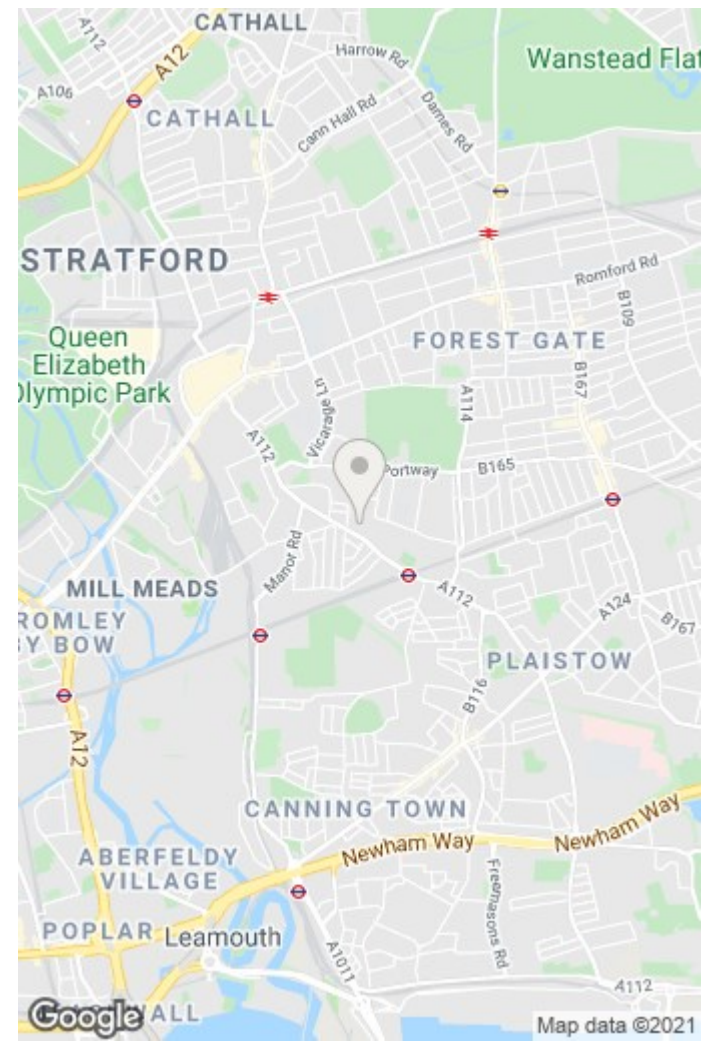 CATHALL
A112
A12
Harrow Rd
Wanstead Flat
A106
CATHALL
Cann Hall Rd
Dames Rd
STRATFORD
Romford Rd
B109
Queen
Elizabeth
Olympic Park
FOREST GATE
B167
Vicarage Ln
A114
A112
Portway
B165
Manor Rd
MILL MEADS
A112
A124
B167
ROMLEY
BY BOW
PLAISTOW
B116
A12
CANNING TOWN
Newham Way
Newham Way
ABERFELDY
VILLAGE
Freemasons Rd
POPLAR
Leamouth
A1011
A112
Google
WALL
Map data ©2021